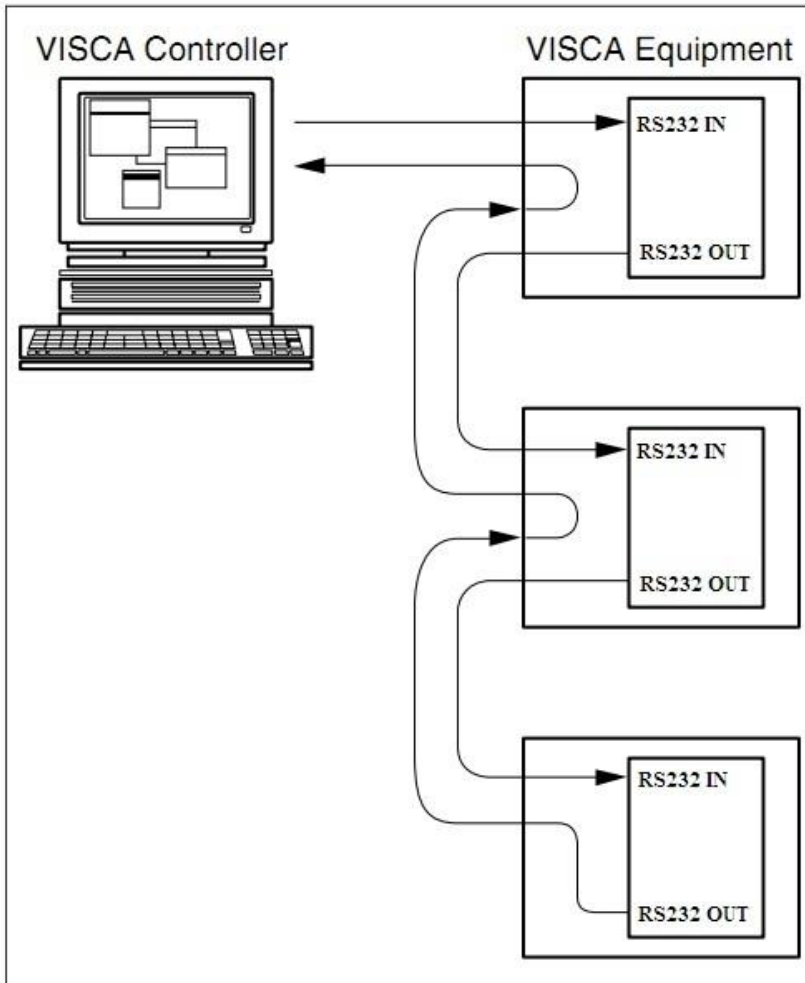 VISCA Controller
VISCA Equipment
RS232 IN
RS232 OUT
RS232 IN
RS232 OUT
RS232 IN
RS232 OUT